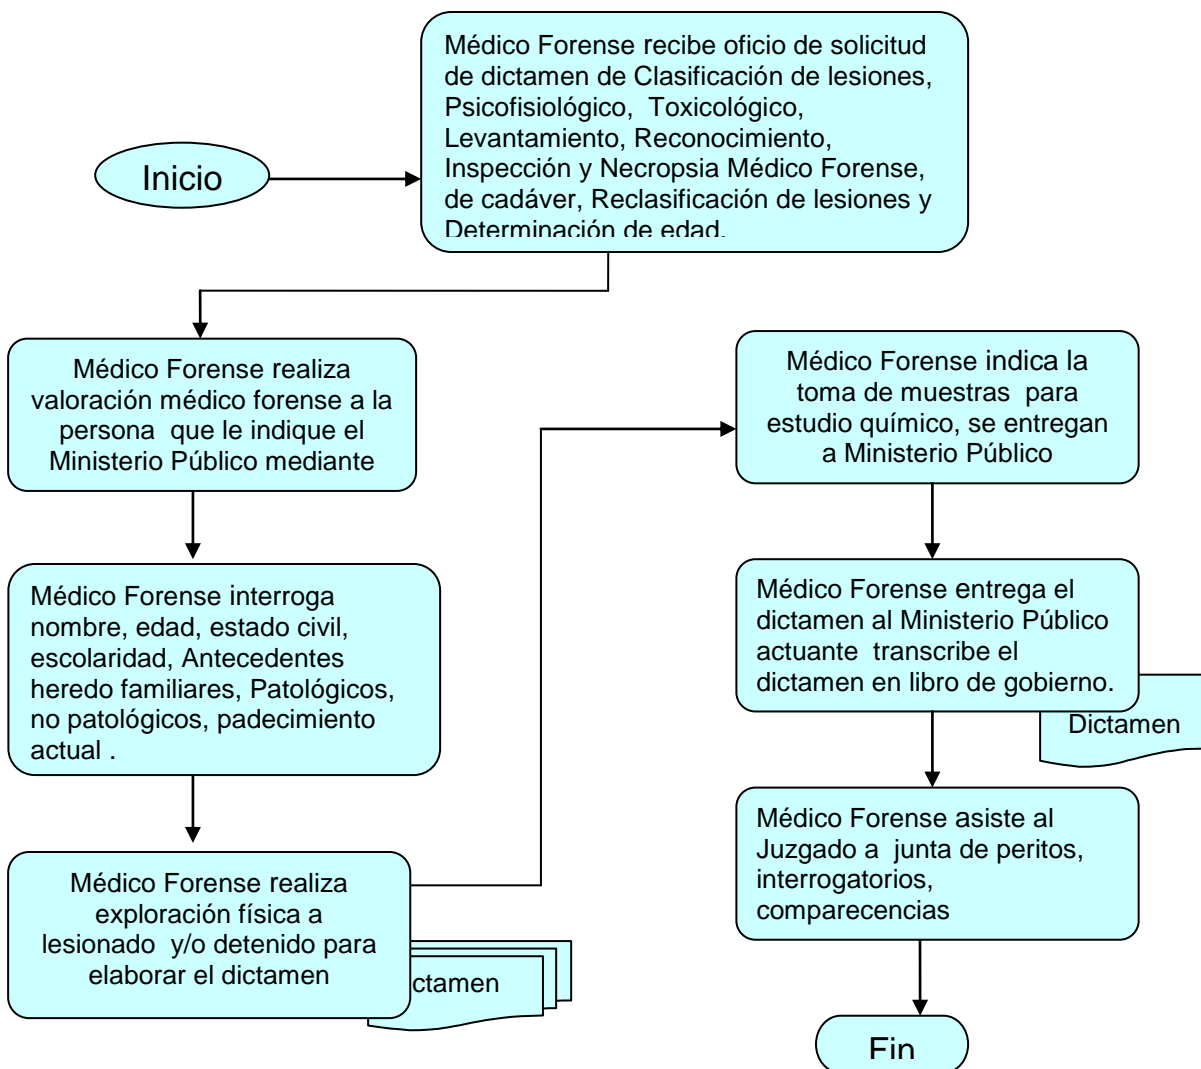 Inicio
Médico Forense recibe oficio de solicitud
de dictamen de Clasificación de lesiones,
Psicofisiológico, Toxicológico,
Levantamiento, Reconocimiento,
Inspección y Necropsia Médico Forense,
de cadáver, Reclasificación de lesiones y
Determinación de edad.
Médico Forense realiza
valoración médico forense a la
persona que le indique el
Ministerio Público mediante
Médico Forense interroga
nombre, edad, estado civil,
escolaridad, Antecedentes
heredo familiares, Patológicos,
no patológicos, padecimiento
actual .
Médico Forense realiza
exploración física a
lesionado y/o detenido para
elaborar el dictamen
ctamen
Médico Forense indica la
toma de muestras para
estudio químico, se entregan
a Ministerio Público
Médico Forense entrega el
dictamen al Ministerio Público
actuante transcribe el
dictamen en libro de gobierno.
Dictamen
Médico Forense asiste al
Juzgado a junta de peritos,
interrogatorios,
comparecencias
Fin